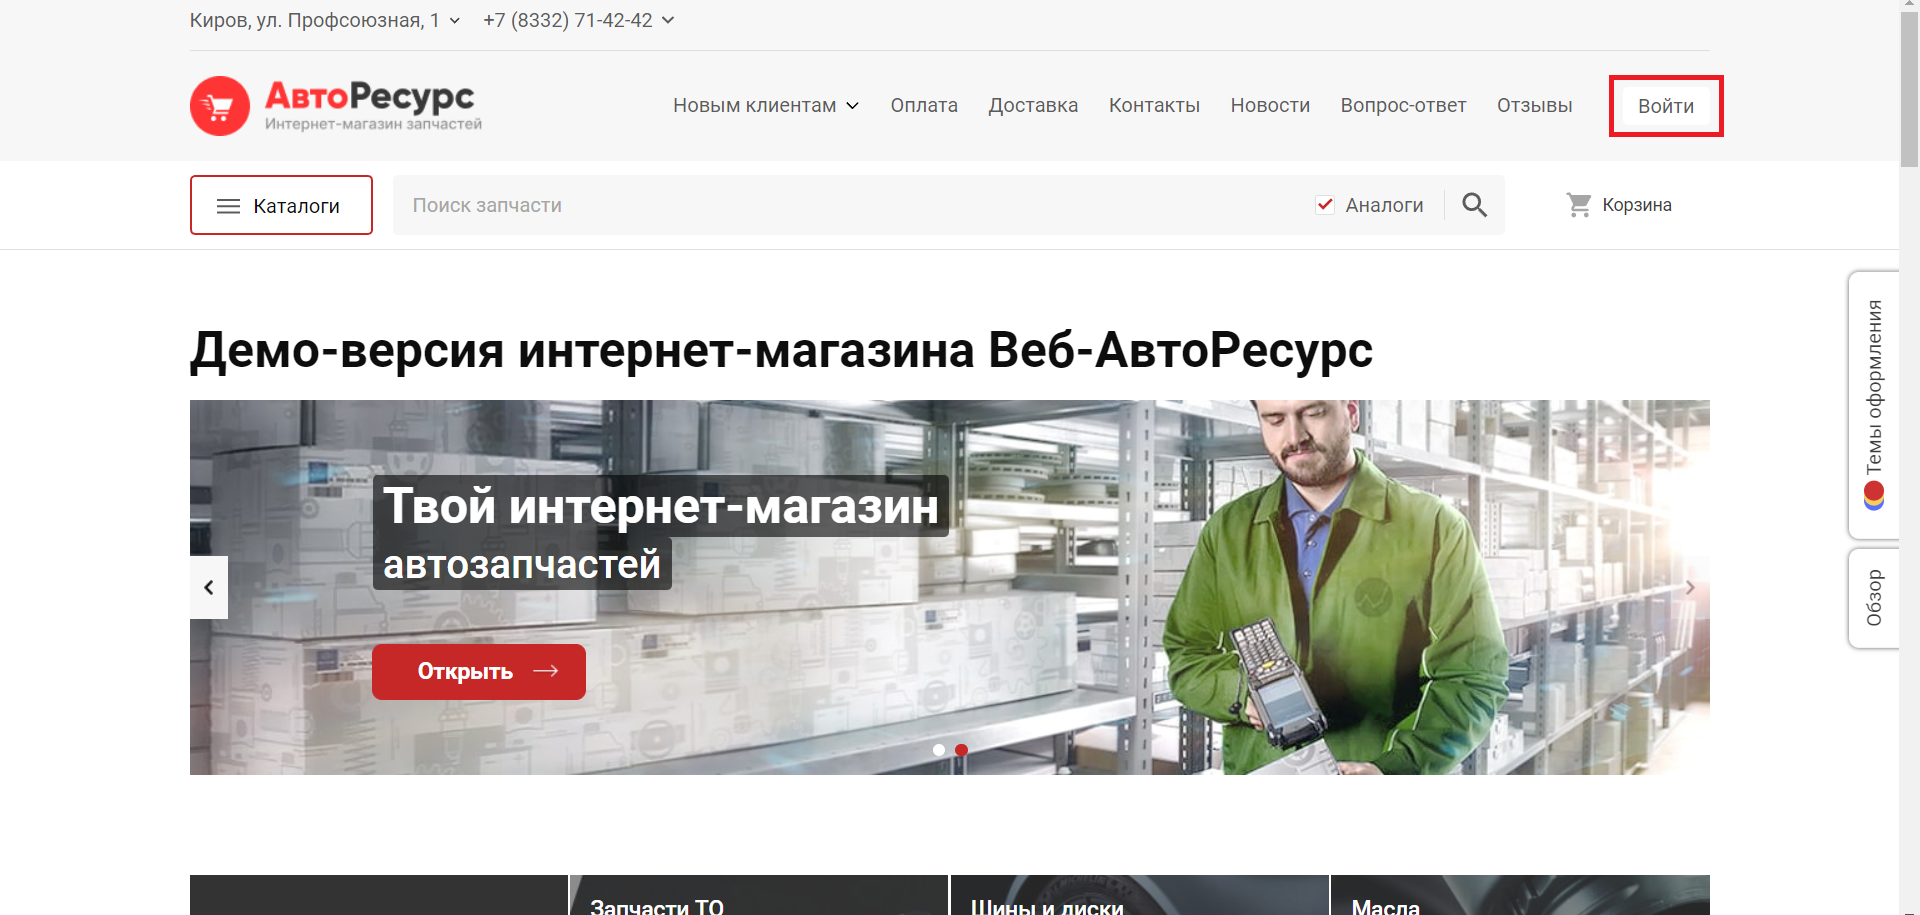 Киров, ул. Профсоюзная, 1 +7 (8332) 71-42-42
АвтоРесурс
Интернет-магазин запчастей
Новым клиентам Оплата Доставка Контакты Новости Вопрос-ответ Отзывы Войти
Каталоги Поиск запчасти Аналоги Корзина
Демо-версия интернет-магазина Веб-АвтоРесурс
Твой интернет-магазин
автозапчастей
Открыть
Темы оформления
Обзор
Запчасти ТО Шины и диски Масла